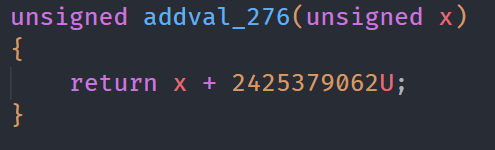 unsigned addval_276(unsigned x)
{
    return x + 2425379062U;
}